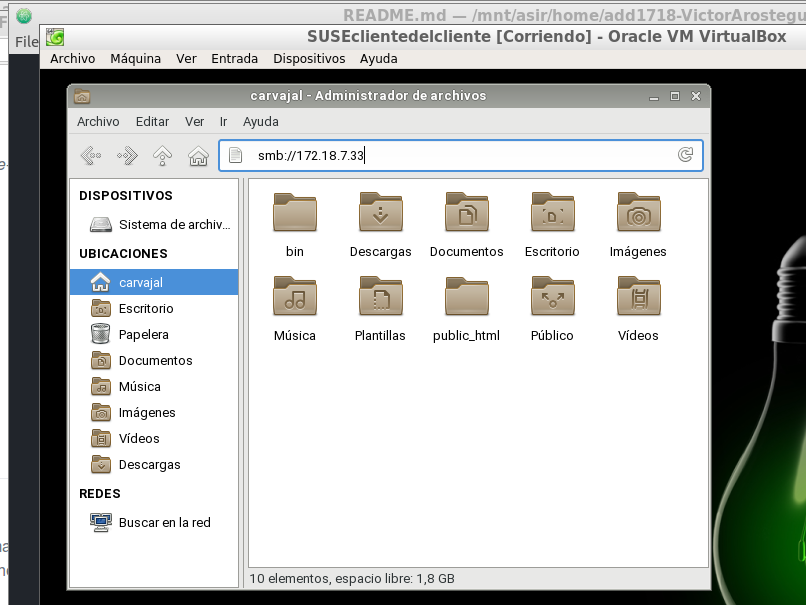 README.md — /mnt/asir/home/add1718-VictorArostegu
File
SUSEclientedelcliente [Corriendo] - Oracle VM VirtualBox
Archivo Máquina Ver Entrada Dispositivos Ayuda
carvajal - Administrador de archivos
Archivo Editar Ver Ir Ayuda
smb://172.18.7.33
DISPOSITIVOS
Sistema de archiv...
UBICACIONES
carvajal
Escritorio
Papelera
Documentos
Música
Imágenes
Vídeos
Descargas
REDES
Buscar en la red
bin Descargas Documentos Escritorio Imágenes
Música Plantillas public_html Público Vídeos
10 elementos, espacio libre: 1,8 GB